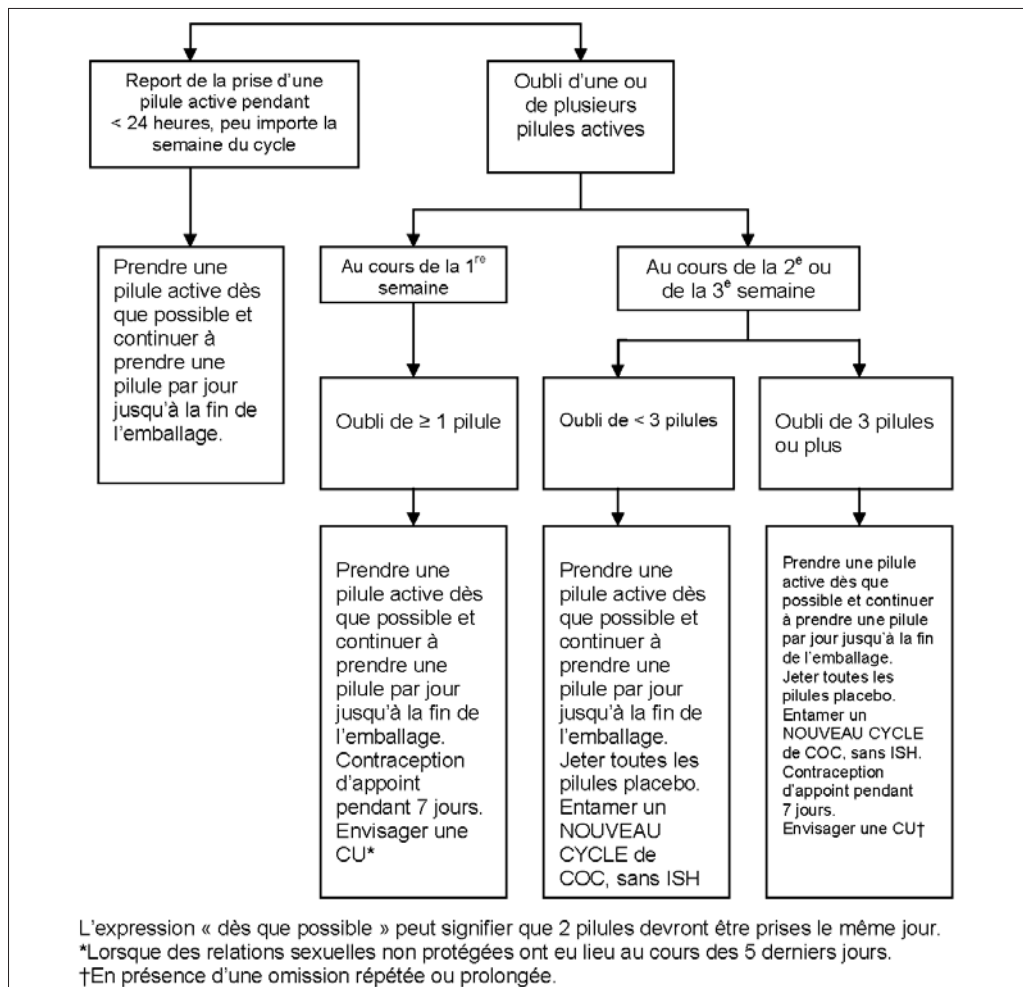 Report de la prise d'une
pilule active pendant
< 24 heures, peu importe la
semaine du cycle
Oubli d'une ou
de plusieurs
pilules actives
Prendre une
pilule active dès
que possible et
continuer à
prendre une
pilule par jour
jusqu'à la fin de
l'emballage.
Au cours de la 1re
semaine
Au cours de la 2e ou
de la 3e semaine
Oubli de ≥ 1 pilule
Oubli de < 3 pilules
Oubli de 3 pilules
ou plus
Prendre une
pilule active dès
que possible et
continuer à
prendre une
pilule par jour
jusqu'à la fin de
l'emballage.
Contraception
d'appoint
pendant 7 jours.
Envisager une
CU*
Prendre une
pilule active dès
que possible et
continuer à
prendre une
pilule par jour
jusqu'à la fin de
l'emballage.
Jeter toutes les
pilules placebo.
Entamer un
NOUVEAU
CYCLE de
COC, sans ISH
Prendre une pilule
active dès que
possible et continuer
à prendre une pilule
par jour jusqu'à la fin
de l'emballage.
Jeter toutes les
pilules placebo.
Entamer un
NOUVEAU CYCLE
de COC, sans ISH.
Contraception
d'appoint pendant
7 jours.
Envisager une CU†
L'expression « dès que possible » peut signifier que 2 pilules devront être prises le même jour.
*Lorsque des relations sexuelles non protégées ont eu lieu au cours des 5 derniers jours.
†En présence d'une omission répétée ou prolongée.